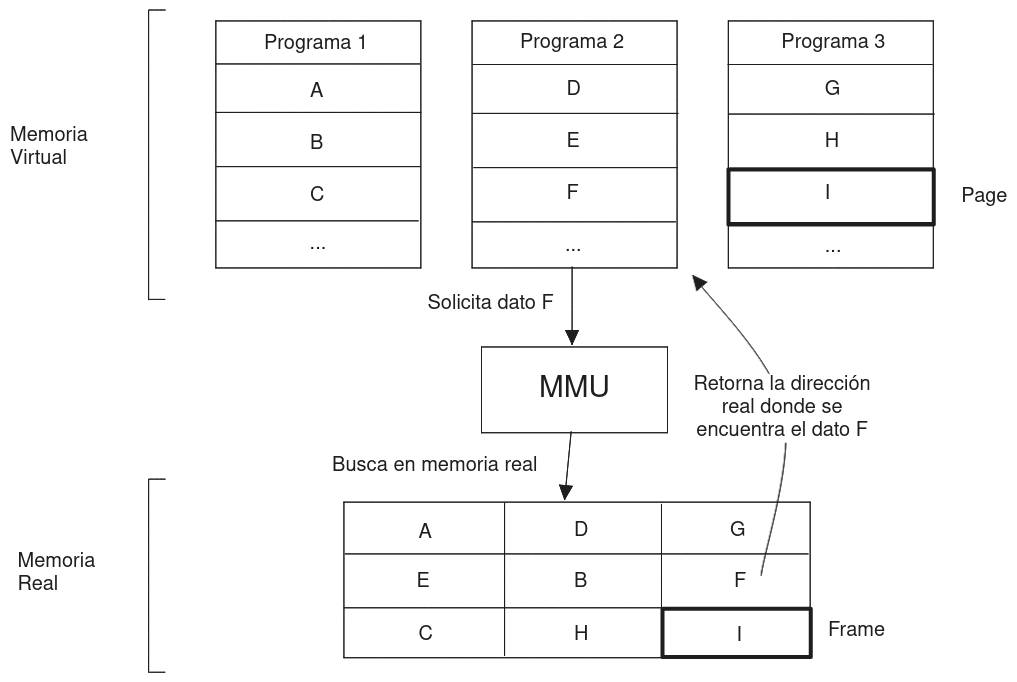 Programa 1
Programa 2
Programa 3
A
D
G
B
E
H
Memoria
Virtual
C
F
I
Page
...
...
...
Solicita dato F
MMU
Retorna la dirección
real donde se
encuentra el dato F
Busca en memoria real
Memoria
Real
A
D
G
E
B
F
C
H
I
Frame